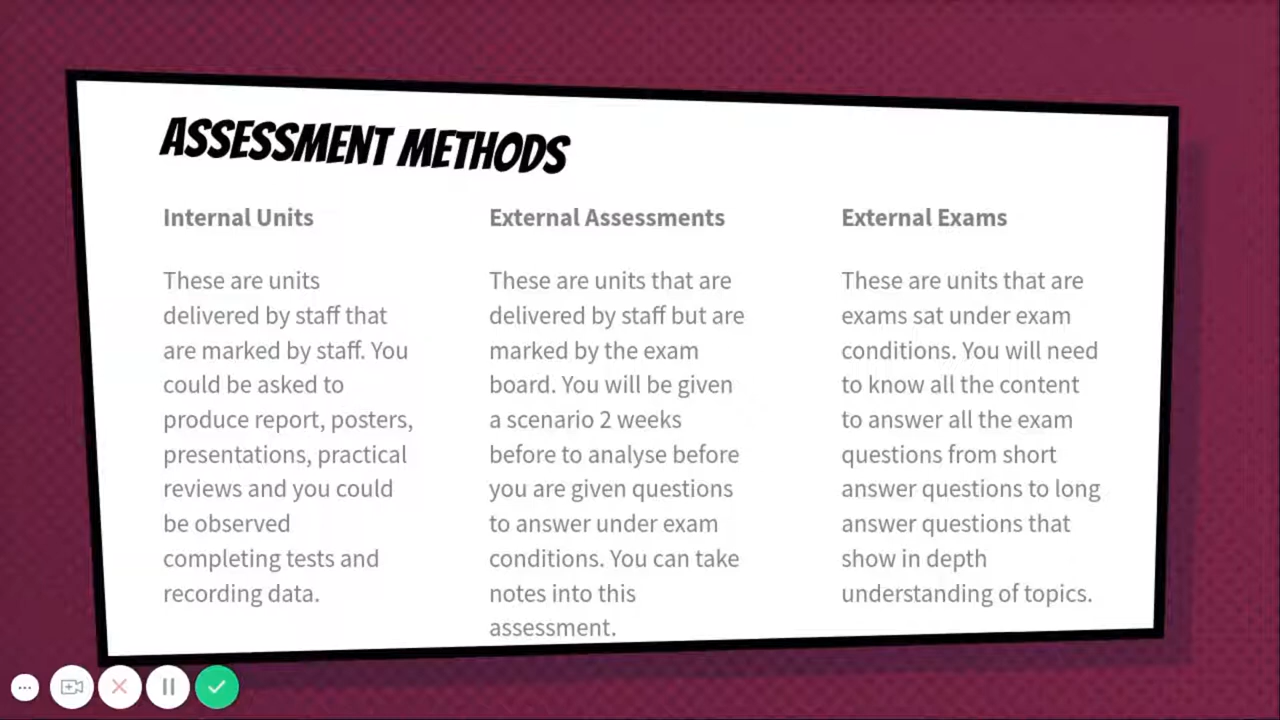 ASSESSMENT METHODS
Internal Units
These are units
delivered by staff that
are marked by staff. You
could be asked to
produce report, posters,
presentations, practical
reviews and you could
be observed
completing tests and
recording data.
External Assessments
These are units that are
delivered by staff but are
marked by the exam
board. You will be given
a scenario 2 weeks
before to analyse before
you are given questions
to answer under exam
conditions. You can take
notes into this
assessment.
External Exams
These are units that are
exams sat under exam
conditions. You will need
to know all the content
to answer all the exam
questions from short
answer questions to long
answer questions that
show in depth
understanding of topics.